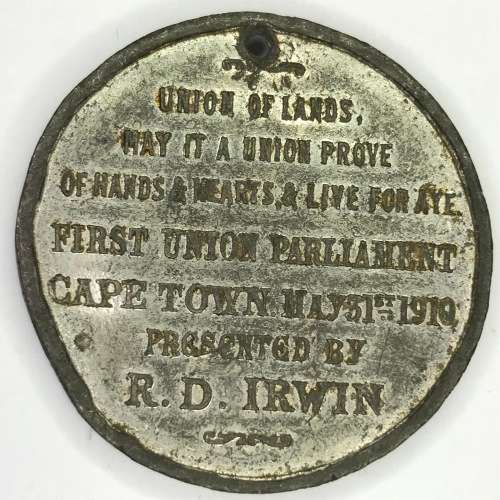 UNION OF LANDS,
MAY IT A UNION PROVE
OF HANDS & HEARTS, & LIVE FOR AYE.
FIRST UNION PARLIAMENT
CAPE TOWN. MAY 31ST 1910.
PRESENTED BY
R. D. IRWIN